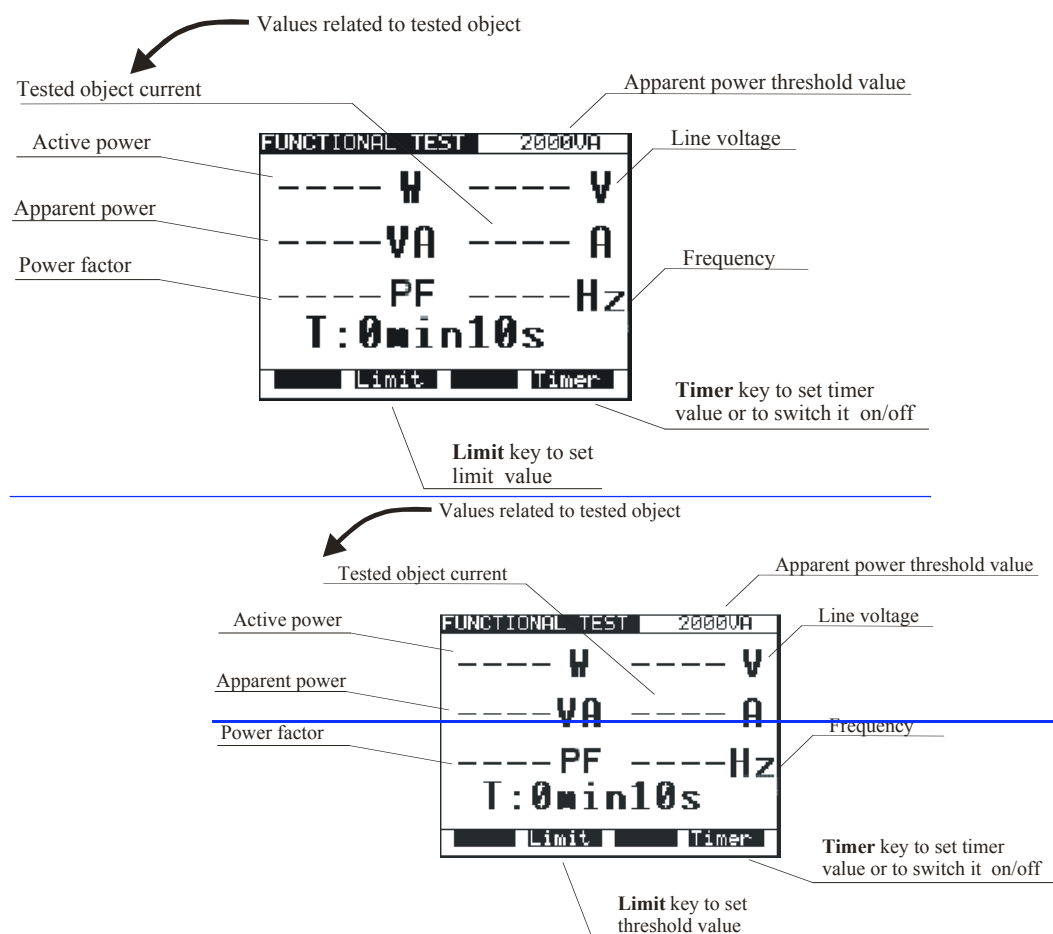 Values related to tested object
Tested object current
Apparent power threshold value
Active power
FUNCTIONAL TEST 2000VA
Line voltage
---- W ---- V
Apparent power
----VA ---- A
Power factor
Frequency
----PF ----Hz
T:0min10s
Limit Timer
Timer key to set timer
value or to switch it on/off
Limit key to set
limit value
Values related to tested object
Apparent power threshold value
Tested object current
Active power
FUNCTIONAL TEST 2000VA
Line voltage
---- W ---- V
Apparent power
----VA ---- A
Power factor
Frequency
----PF ----Hz
T:0min10s
Limit Timer
Timer key to set timer
value or to switch it on/off
Limit key to set
threshold value